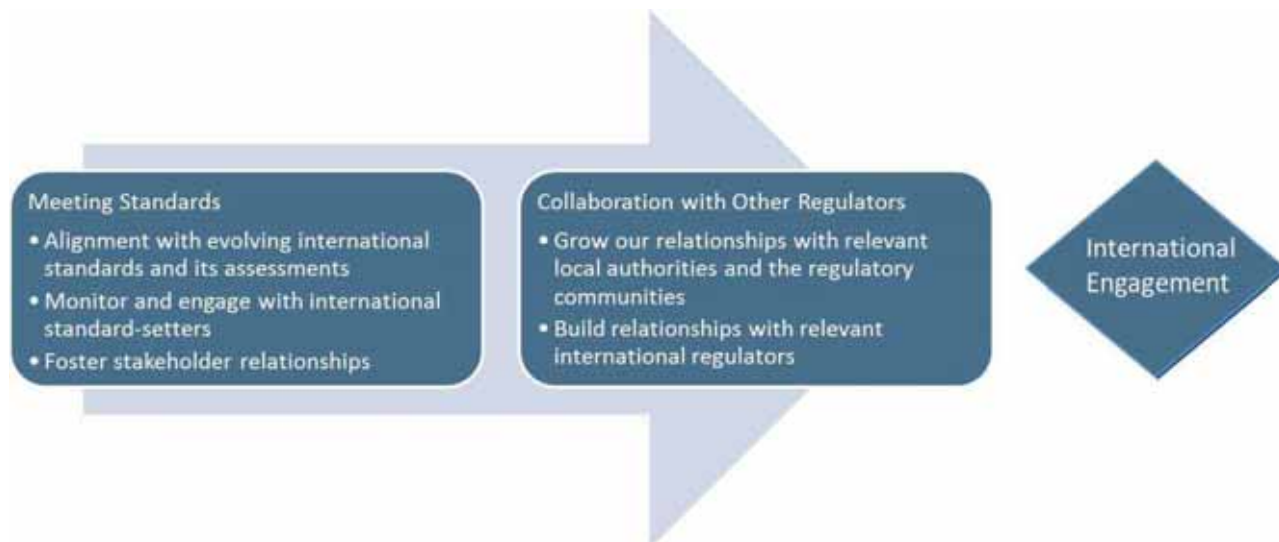 Meeting Standards
• Alignment with evolving international
standards and its assessments
• Monitor and engage with international
standard-setters
• Foster stakeholder relationships
Collaboration with Other Regulators
• Grow our relationships with relevant
local authorities and the regulatory
communities
• Build relationships with relevant
international regulators
International
Engagement